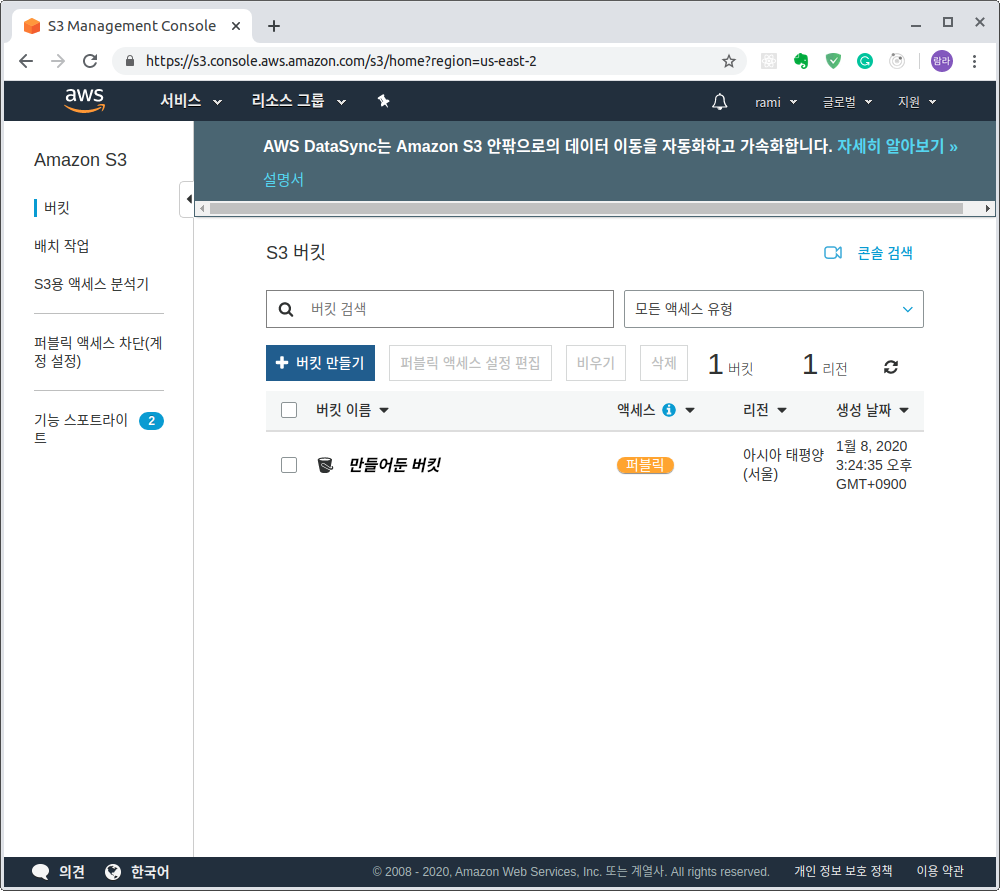 S3 Management Console
https://s3.console.aws.amazon.com/s3/home?region=us-east-2
람라
aws
서비스
리소스 그룹
rami
글로벌
지원
Amazon S3
버킷
배치 작업
S3용 액세스 분석기
퍼블릭 액세스 차단(계
정 설정)
기능 스포트라이 2
트
AWS DataSync는 Amazon S3 안팎으로의 데이터 이동을 자동화하고 가속화합니다. 자세히 알아보기 »
설명서
S3 버킷
콘솔 검색
버킷 검색
모든 액세스 유형
버킷 만들기
퍼블릭 액세스 설정 편집
비우기
삭제
1 버킷
1 리전
버킷 이름
액세스
리전
생성 날짜
만들어둔 버킷
퍼블릭
아시아 태평양
(서울)
1월 8, 2020
3:24:35 오후
GMT+0900
의견
한국어
© 2008 - 2020, Amazon Web Services, Inc. 또는 계열사. All rights reserved.
개인 정보 보호 정책
이용 약관